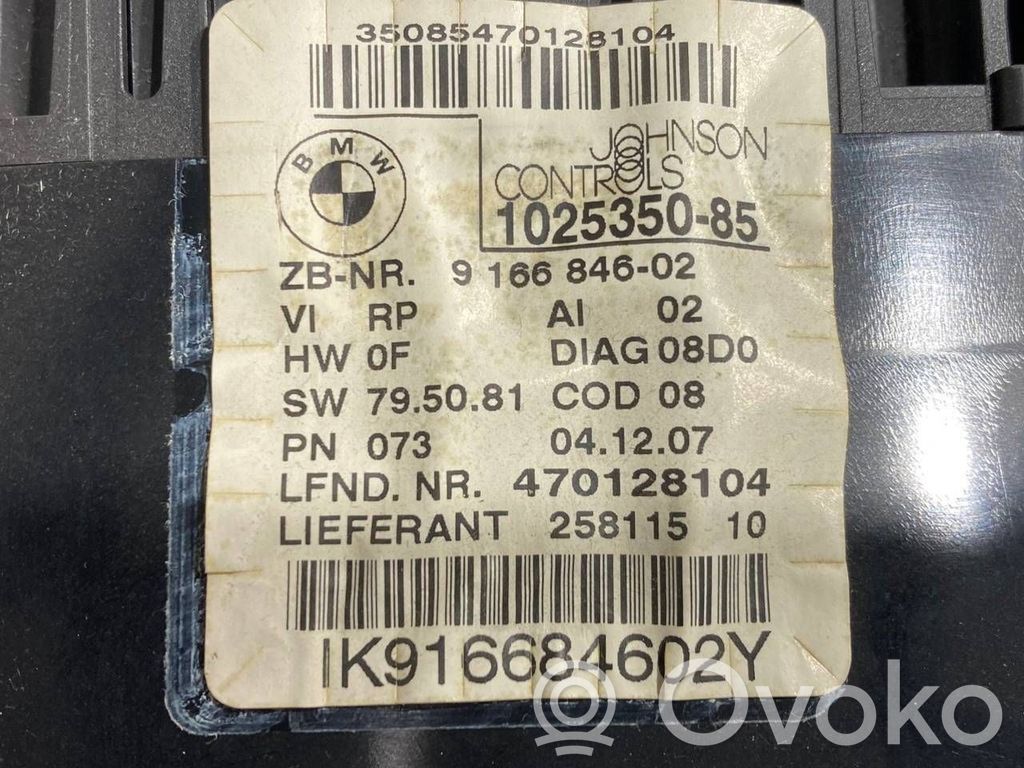 35085470128104
BMW
JOHNSON
CONTROLS
1025350-85
ZB-NR. 9 166 846-02
VI RP AI 02
HW 0F DIAG 08D0
SW 79.50.81 COD 08
PN 073 04.12.07
LFND. NR. 470128104
LIEFERANT 258115 10
IK916684602Y
Ovoko